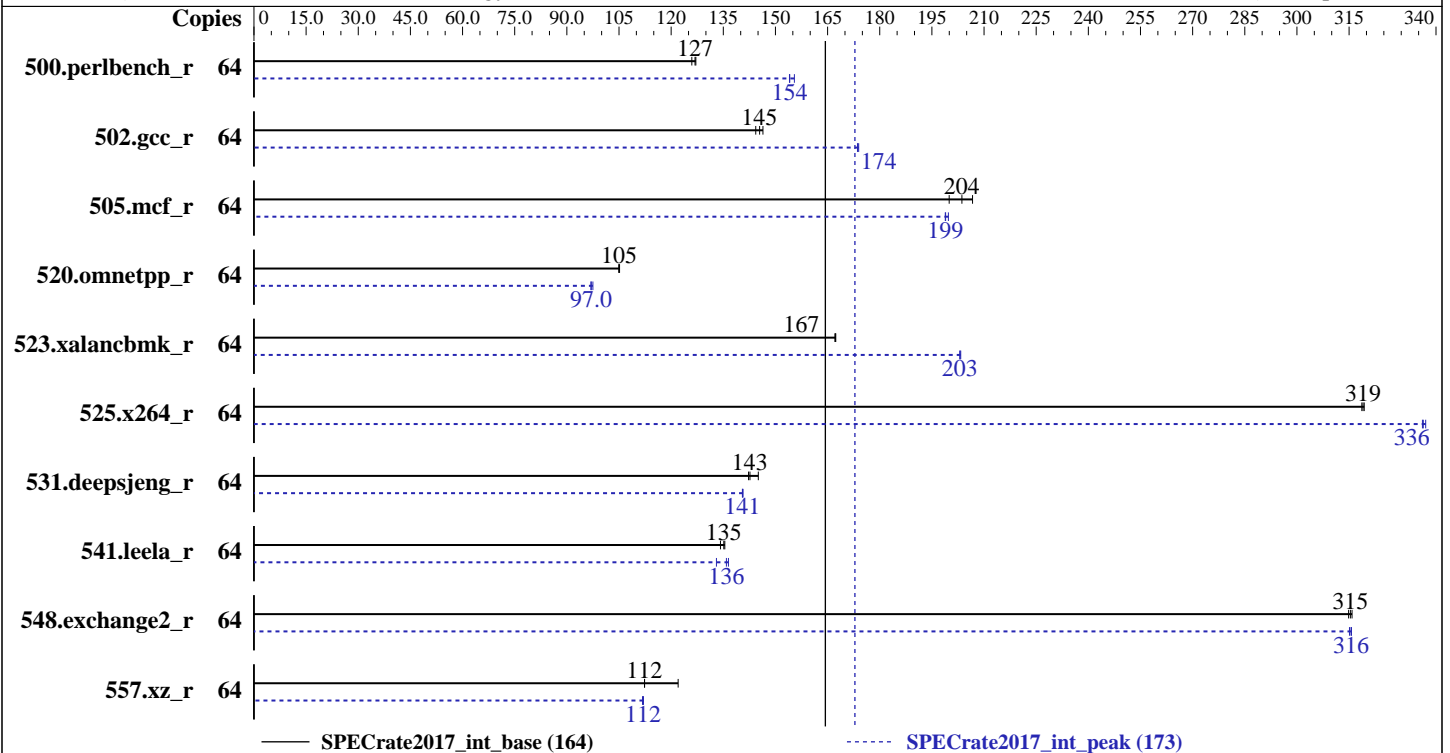 Copies 0 15.0 30.0 45.0 60.0 75.0 90.0 105 120 135 150 165 180 195 210 225 240 255 270 285 300 315 340
127
500.perlbench_r 64
154
145
502.gcc_r 64
174
204
505.mcf_r 64
199
105
520.omnetpp_r 64
97.0
167
523.xalancbmk_r 64
203
319
525.x264_r 64
336
143
531.deepsjeng_r 64
141
135
541.leela_r 64
136
315
548.exchange2_r 64
316
112
557.xz_r 64
112
SPECrate2017_int_base (164) SPECrate2017_int_peak (173)